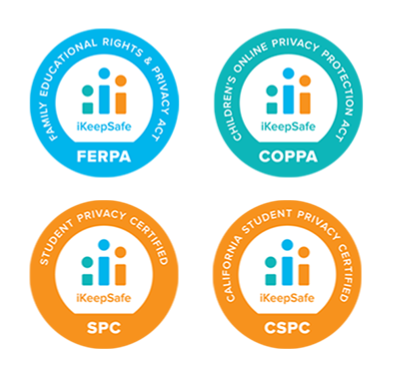 FAMILY EDUCATIONAL RIGHTS & PRIVACY ACT
iKeepSafe
FERPA
CHILDREN'S ONLINE PRIVACY PROTECTION ACT
iKeepSafe
COPPA
STUDENT PRIVACY CERTIFIED
iKeepSafe
SPC
CALIFORNIA STUDENT PRIVACY CERTIFIED
iKeepSafe
CSPC